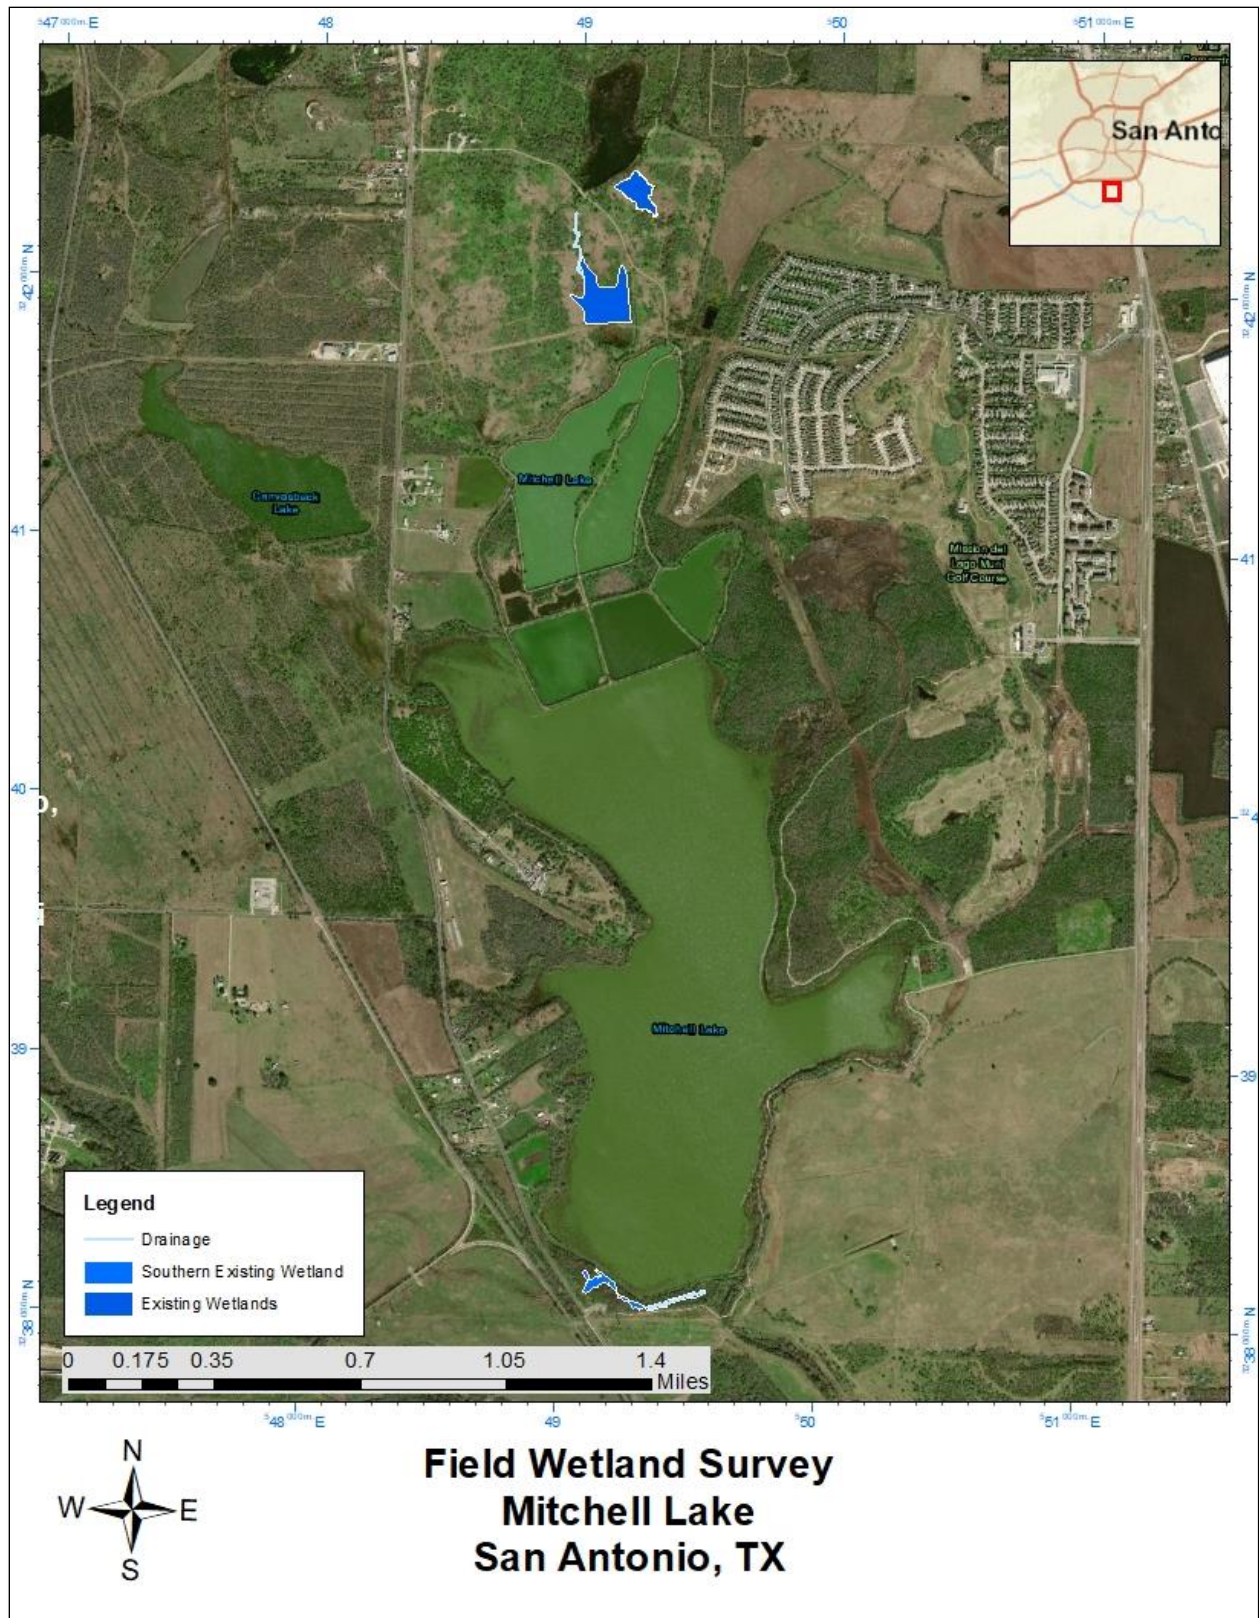 547000m.E
48
49
50
551000m.E
San Anto
3242000m.N
3242000m.N
Canvasback
Lake
Mitchell Lake
41
41
Mission del
Lago Muni
Golf Course
40
o,
324
39
Mitchell Lake
39
Legend
Drainage
Southern Existing Wetland
Existing Wetlands
3238000m.N
3238000m.N
0 0.175 0.35 0.7 1.05 1.4
Miles
548000m.E
49
50
551000m.E
N
W E
S
Field Wetland Survey
Mitchell Lake
San Antonio, TX